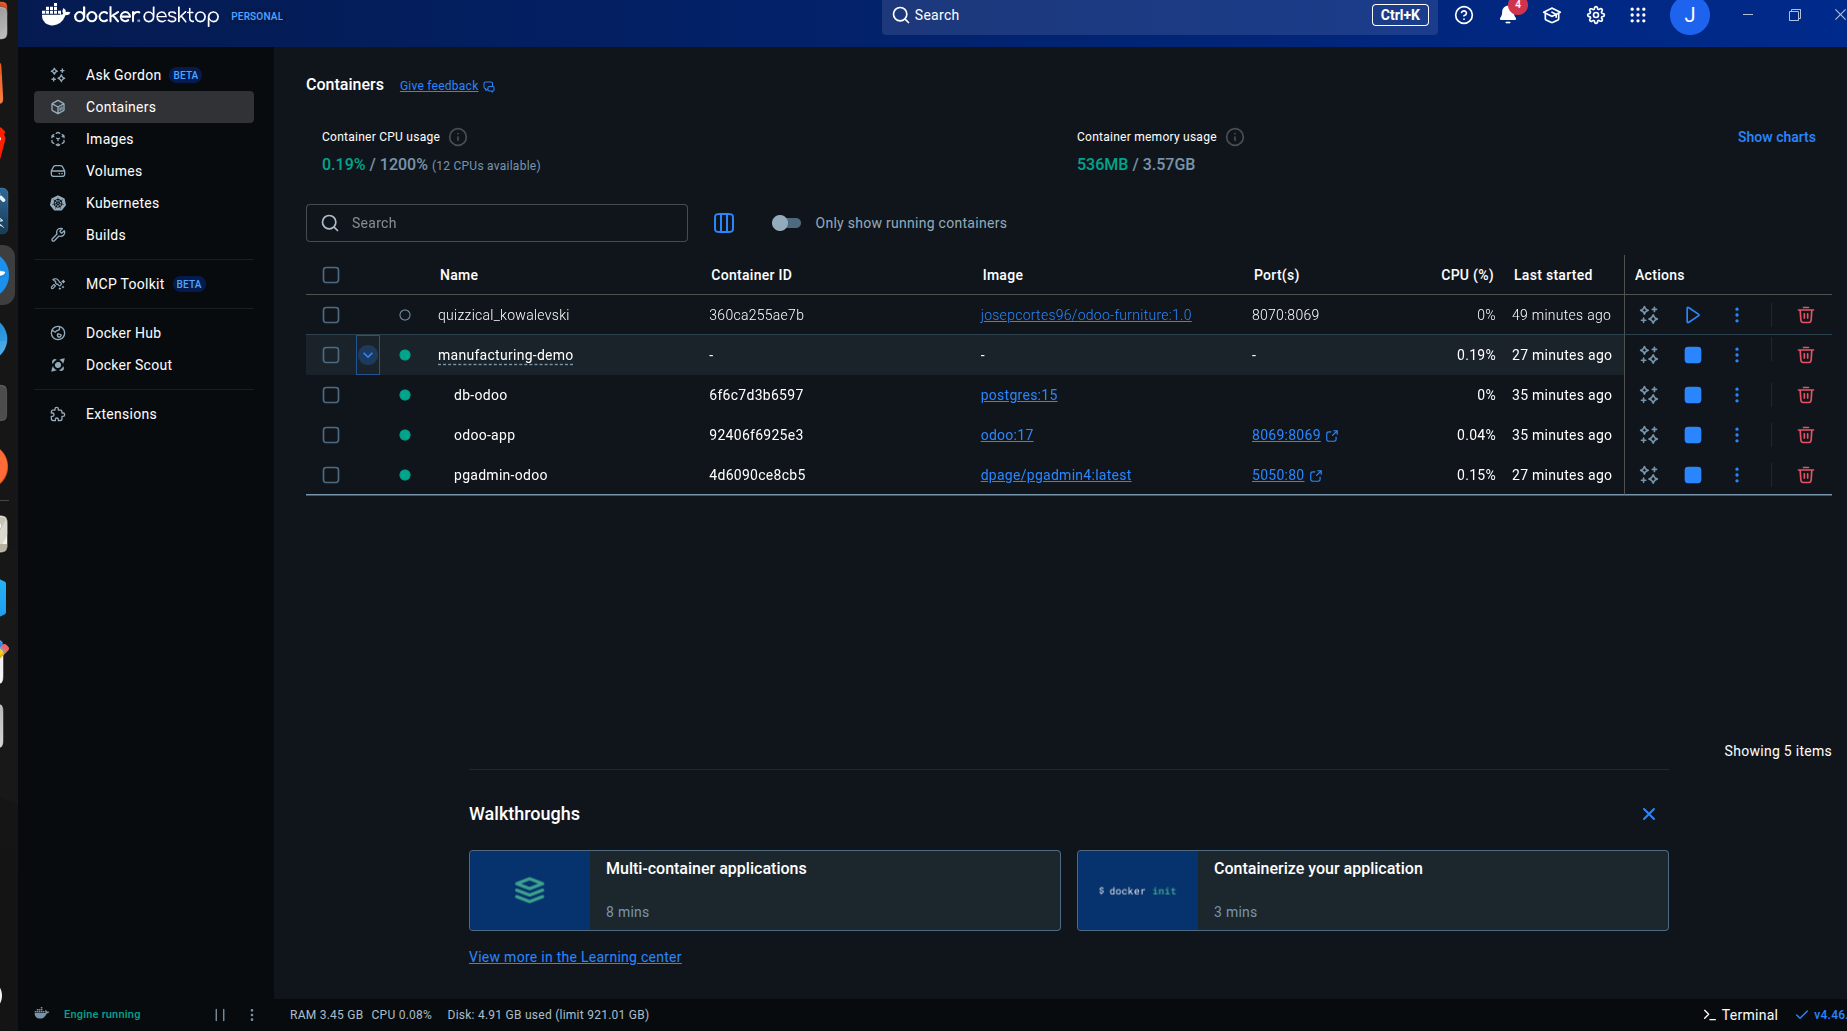 docker.desktop PERSONAL
Search Ctrl+K
4
J
Ask Gordon BETA
Containers
Images
Volumes
Kubernetes
Builds
MCP Toolkit BETA
Docker Hub
Docker Scout
Extensions
Containers Give feedback
Container CPU usage
0.19% / 1200% (12 CPUs available)
Container memory usage
536MB / 3.57GB
Show charts
Search
Only show running containers
Name Container ID Image Port(s) CPU (%) Last started Actions
quizzical_kowalevski 360ca255ae7b josepcortes96/odoo-furniture:1.0 8070:8069 0% 49 minutes ago
manufacturing-demo - - - 0.19% 27 minutes ago
db-odoo 6f6c7d3b6597 postgres:15 0% 35 minutes ago
odoo-app 92406f6925e3 odoo:17 8069:8069 0.04% 35 minutes ago
pgadmin-odoo 4d6090ce8cb5 dpage/pgadmin4:latest 5050:80 0.15% 27 minutes ago
Showing 5 items
Walkthroughs
Multi-container applications
8 mins
$ docker init
Containerize your application
3 mins
View more in the Learning center
Engine running
RAM 3.45 GB CPU 0.08% Disk: 4.91 GB used (limit 921.01 GB)
>_ Terminal
v4.46